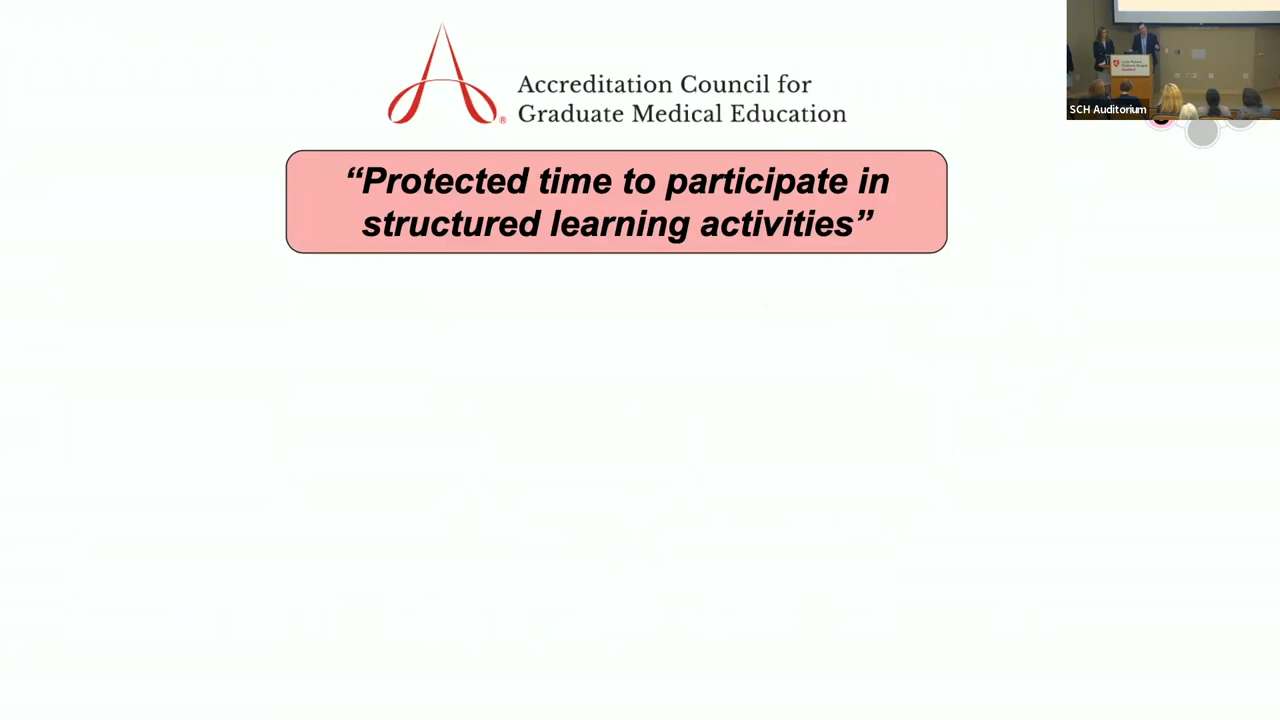 Accreditation Council for
Graduate Medical Education
®
“Protected time to participate in
structured learning activities”
SCH Auditorium